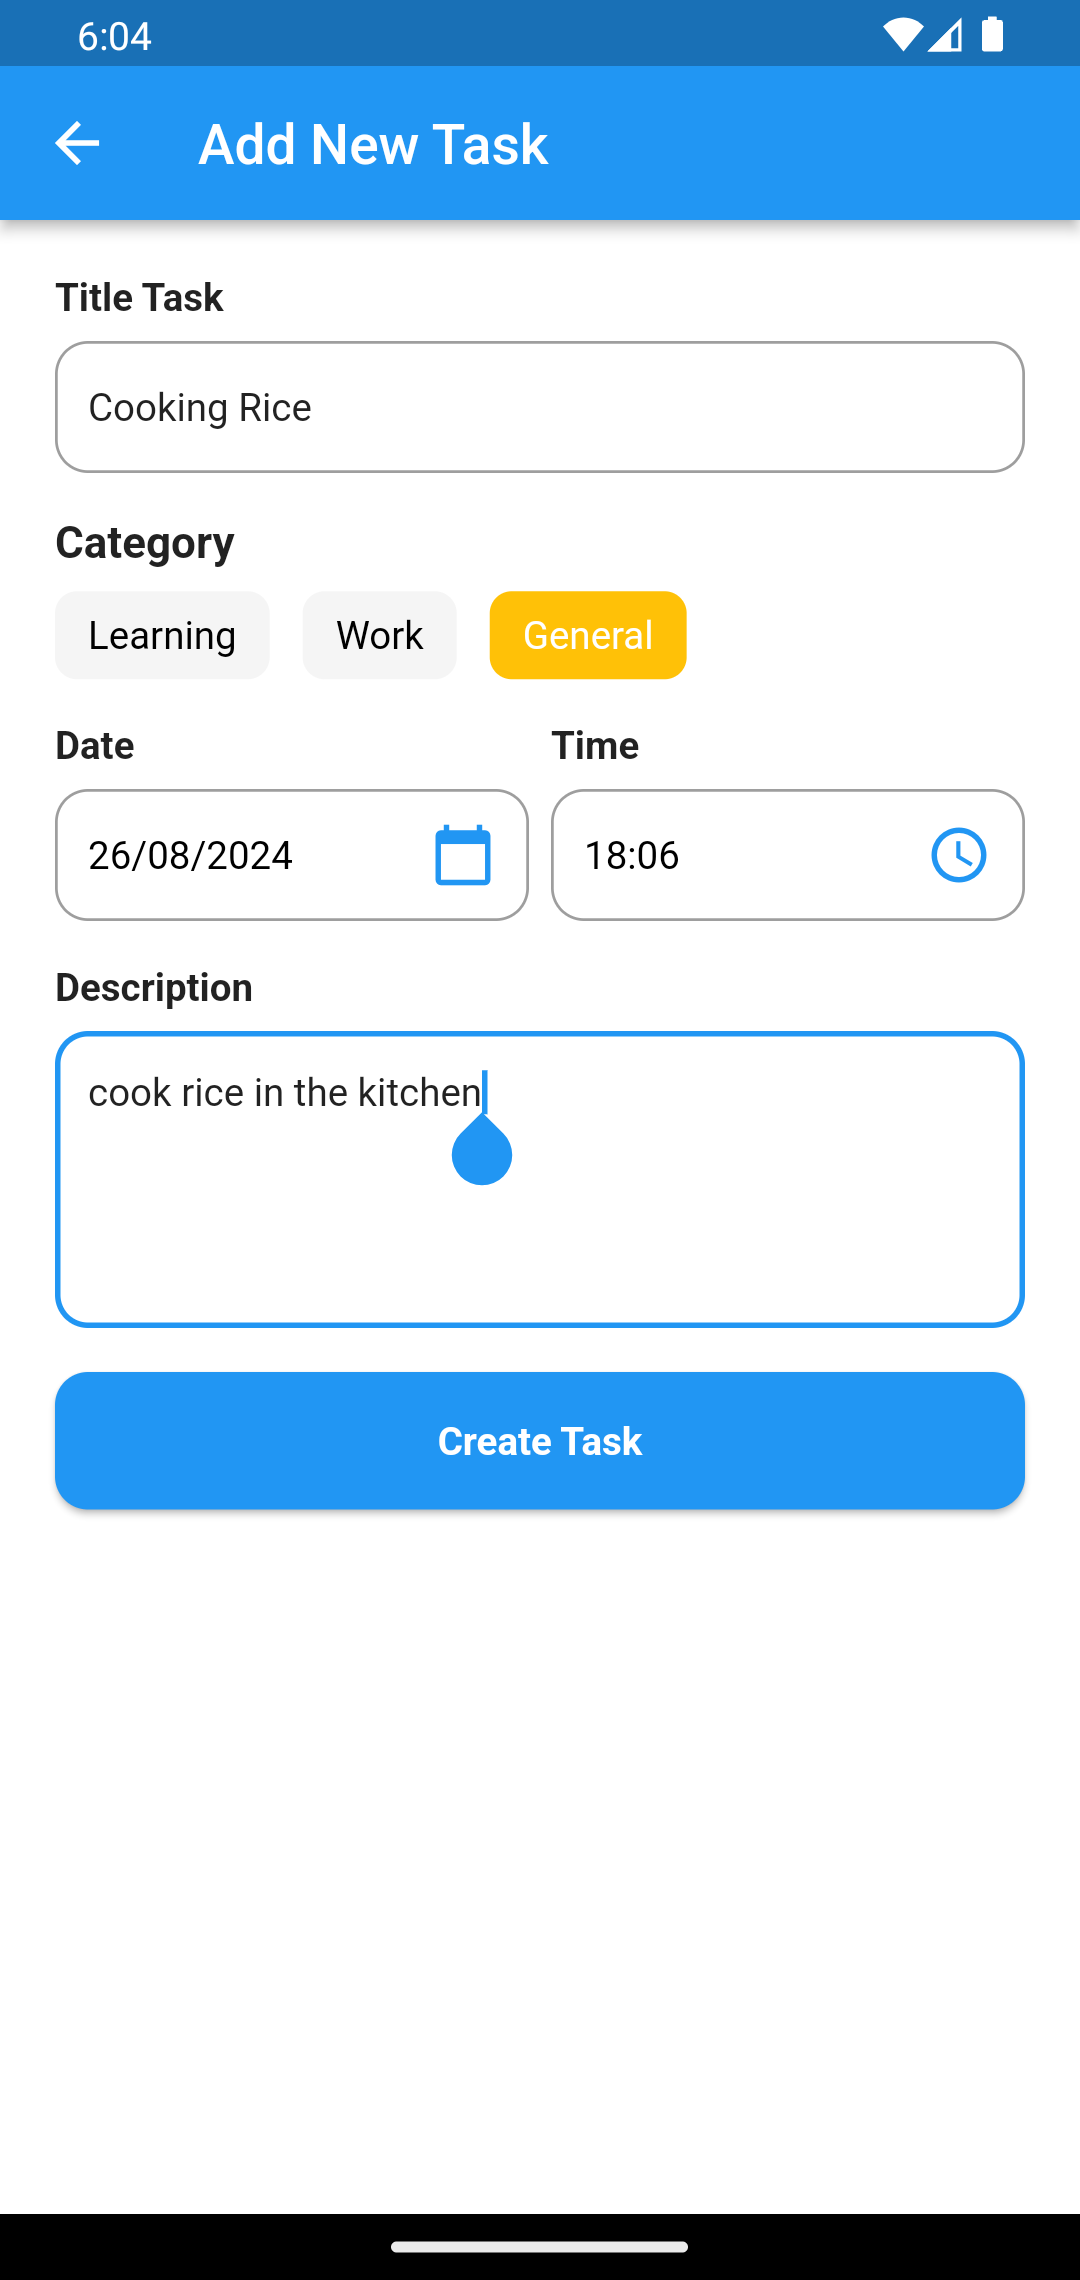 6:04
Add New Task
Title Task
Cooking Rice
Category
Learning Work General
Date Time
26/08/2024 18:06
Description
cook rice in the kitchen
Create Task